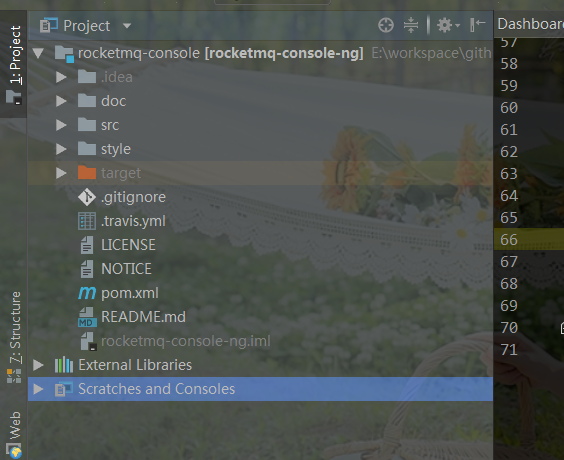 Project
Dashboard
1: Project
rocketmq-console [rocketmq-console-ng] E:\workspace\gith
.idea
doc
src
style
target
.gitignore
.travis.yml
LICENSE
NOTICE
pom.xml
MD README.md
rocketmq-console-ng.iml
External Libraries
Scratches and Consoles
7: Structure
Web
57
58
59
60
61
62
63
64
65
66
67
68
69
70
71